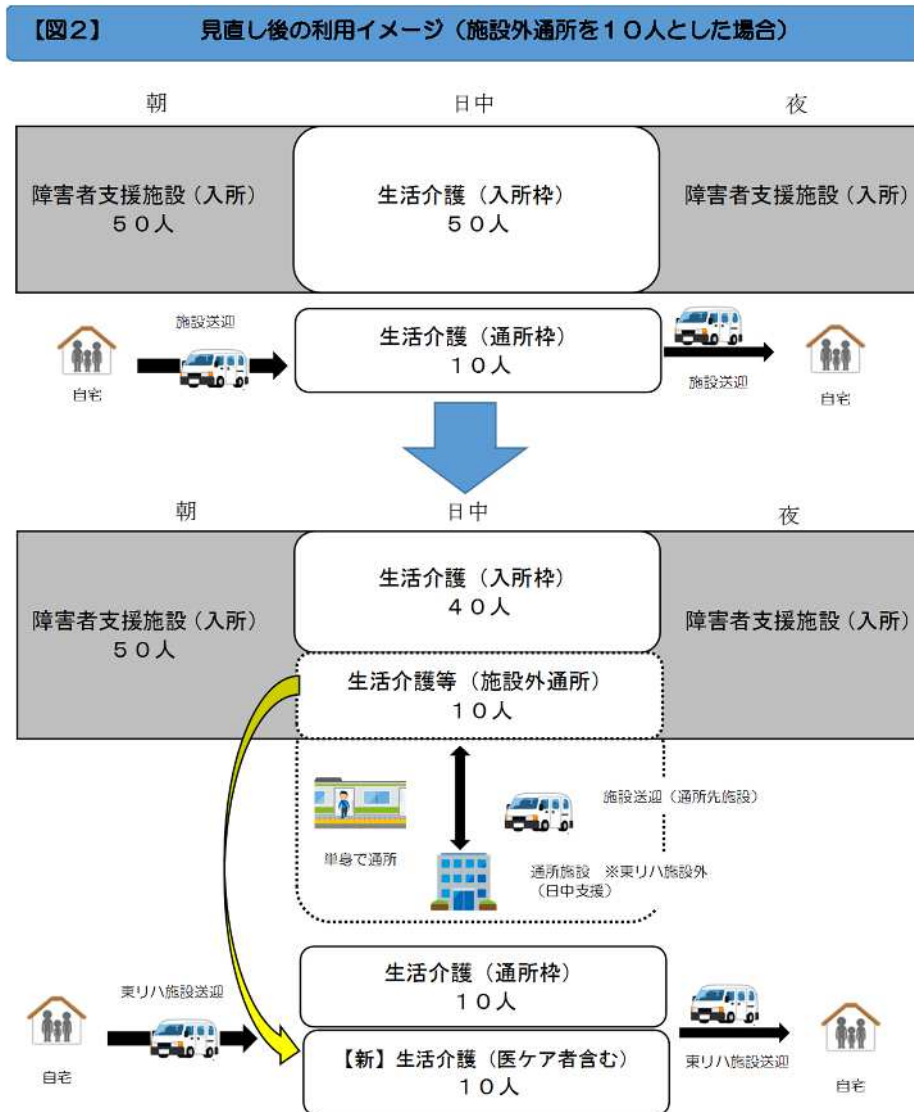 【図２】　見直し後の利用イメージ（施設外通所を１０人とした場合）
朝
日中
夜
障害者支援施設（入所）
５０人
生活介護（入所枠）
５０人
障害者支援施設（入所）
施設送迎
自宅
生活介護（通所枠）
１０人
施設送迎
自宅
朝
日中
夜
障害者支援施設（入所）
５０人
生活介護（入所枠）
４０人
障害者支援施設（入所）
生活介護等（施設外通所）
１０人
単身で通所
施設送迎（通所先施設）
通所施設　※東リハ施設外
（日中支援）
東リハ施設送迎
自宅
生活介護（通所枠）
１０人
【新】生活介護（医ケア者含む）
１０人
東リハ施設送迎
自宅